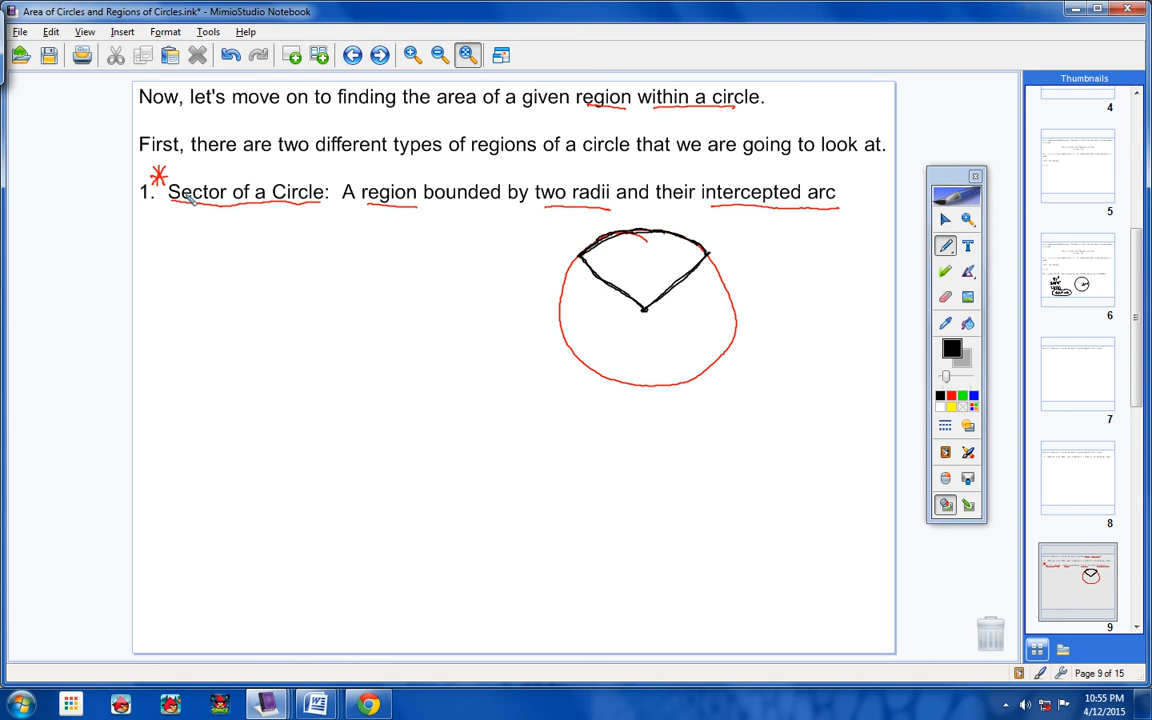 Area of Circles and Regions of Circles.ink* - MimioStudio Notebook
File Edit View Insert Format Tools Help
Now, let's move on to finding the area of a given region within a circle.
First, there are two different types of regions of a circle that we are going to look at.
1. Sector of a Circle: A region bounded by two radii and their intercepted arc
Thumbnails
4
5
6
7
8
9
Page 9 of 15
10:55 PM
4/12/2015